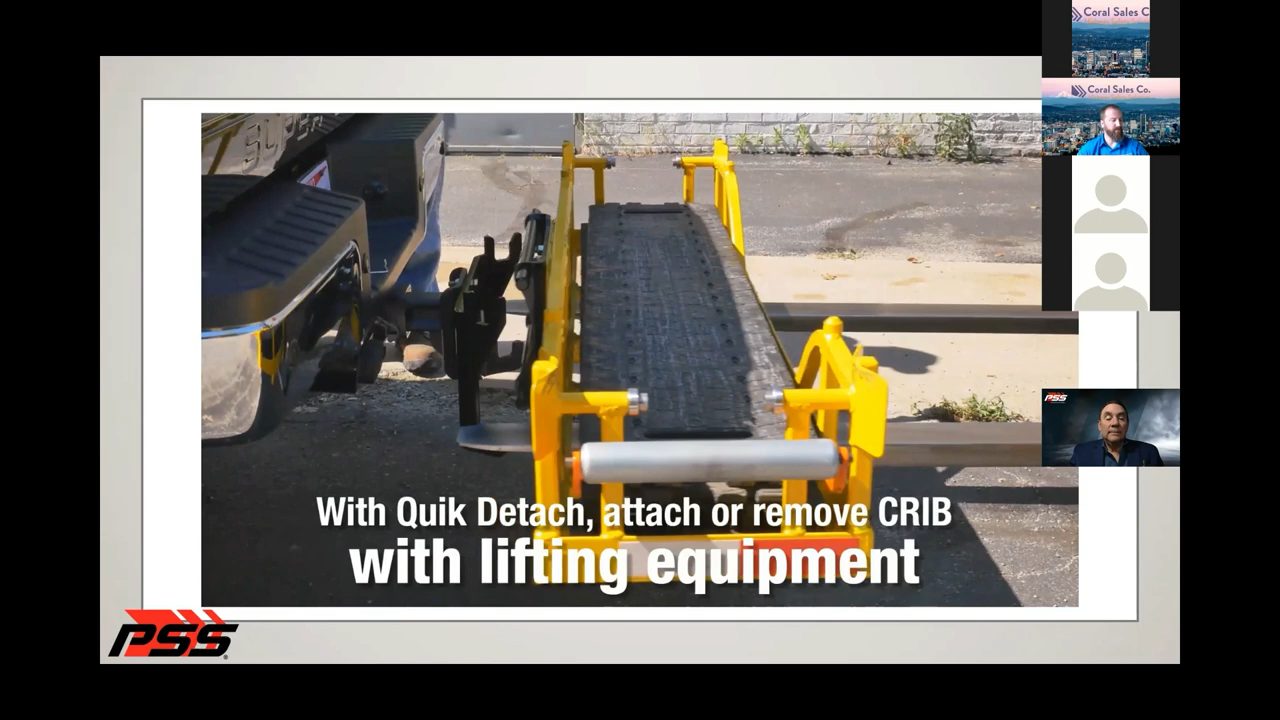 Coral Sales C
Coral Sales Co.
PSS
With Quik Detach, attach or remove CRIB
with lifting equipment
PSS